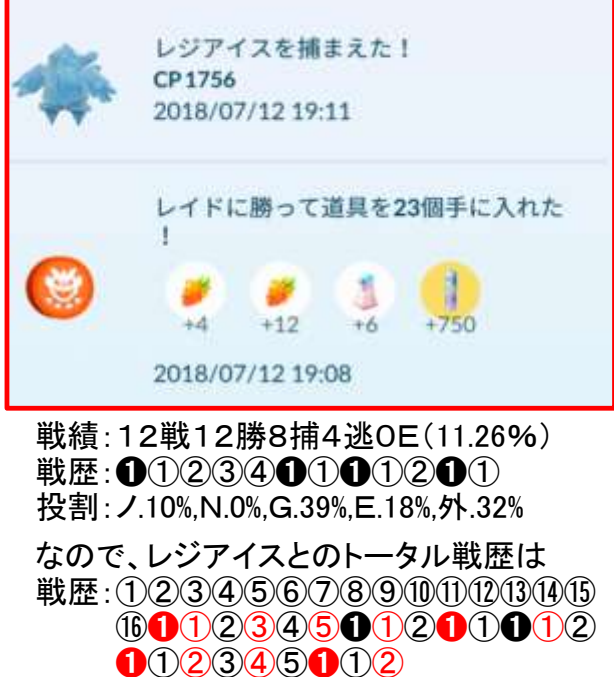 レジアイスを捕まえた！
CP1756
2018/07/12 19:11
レイドに勝って道具を23個手に入れた
！
+4 +12 +6 +750
2018/07/12 19:08
戦績：１２戦１２勝８捕４逃０Ｅ（11.26％）
戦歴：❶①②③④❶①❶①②❶①
投割：ノ.10%,N.0%,G.39%,E.18%,外.32%
なので、レジアイスとのトータル戦歴は
戦歴：①②③④⑤⑥⑦⑧⑨⑩⑪⑫⑬⑭⑮
⑯❶①②③④⑤❶①②❶①❶①②
❶①②③④⑤❶①②